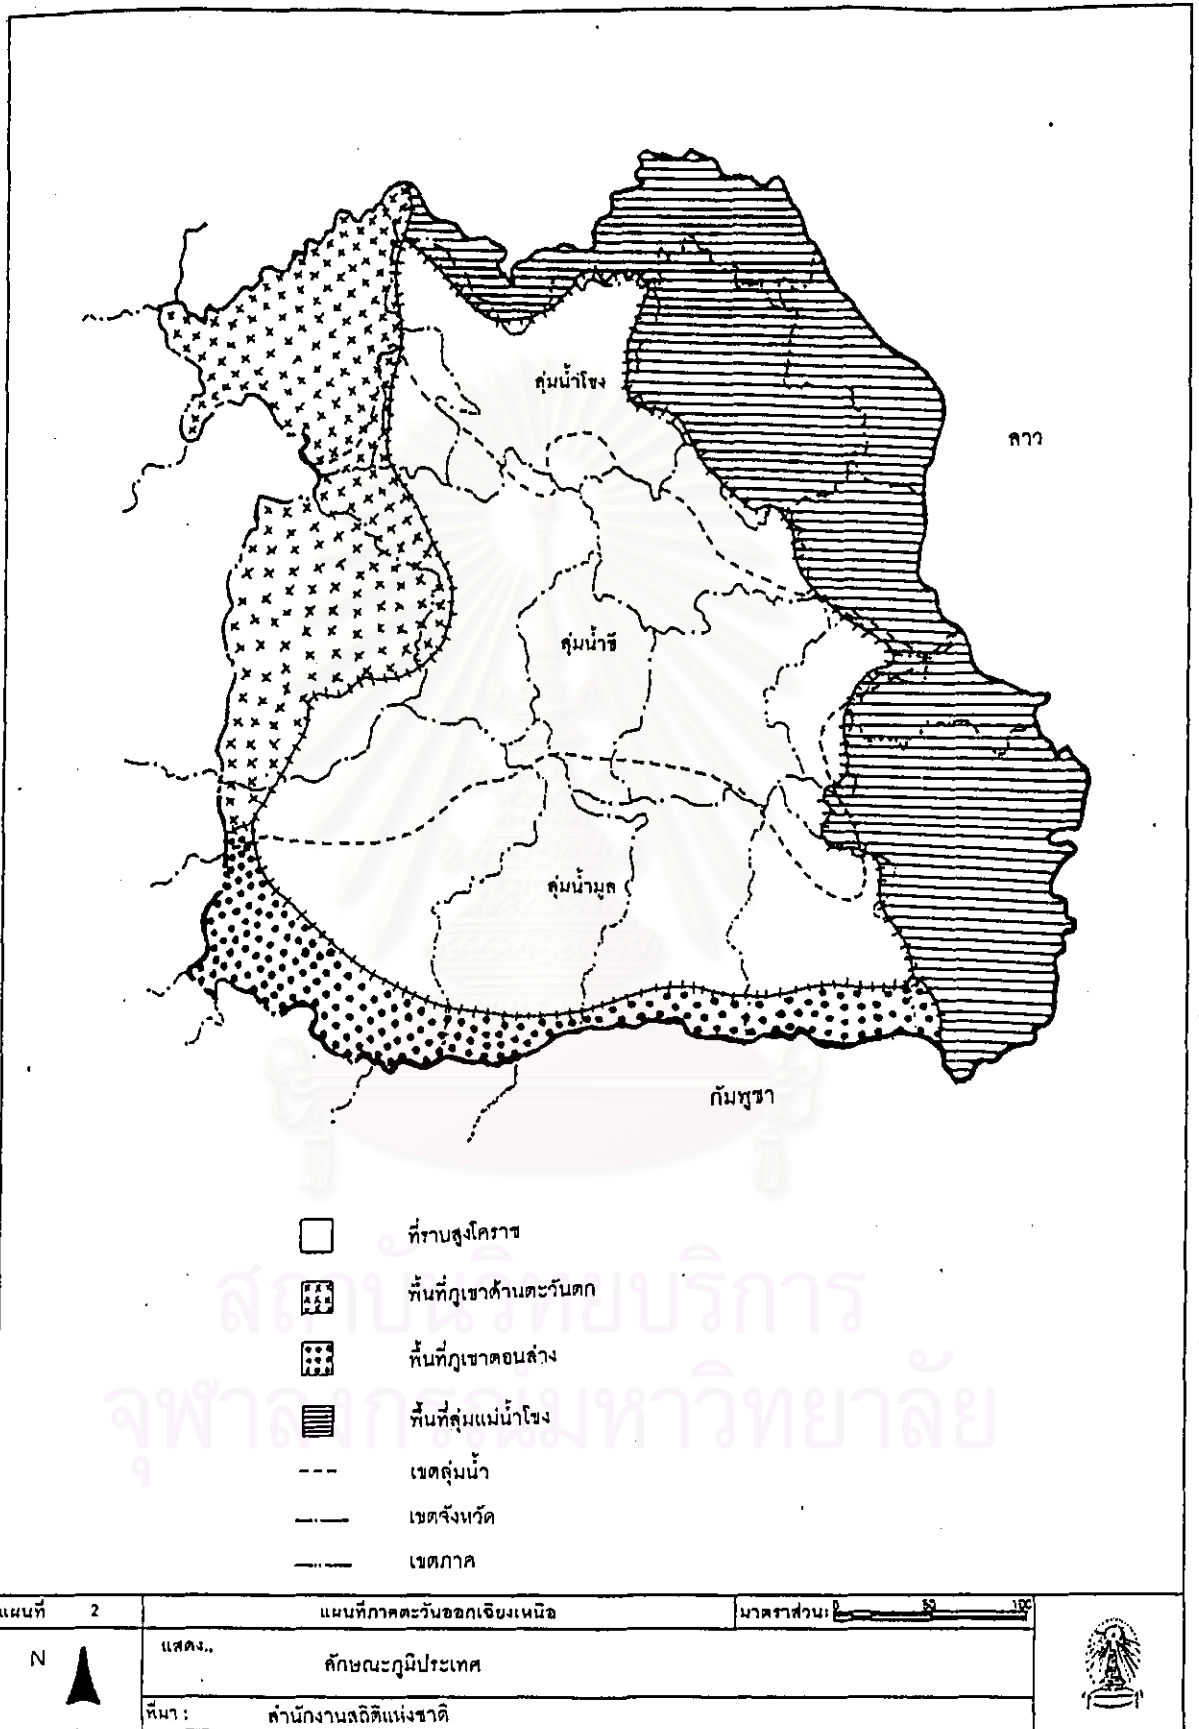 ลุ่มน้ำโขง
ลาว
ลุ่มน้ำชี
ลุ่มน้ำมูล
กัมพูชา
ที่ราบสูงโคราช
พื้นที่ภูเขาด้านตะวันตก
พื้นที่ภูเขาตอนล่าง
พื้นที่ลุ่มแม่น้ำโขง
เขตลุ่มน้ำ
เขตจังหวัด
เขตภาค
สถาบันวิทยบริการ
จุฬาลงกรณ์มหาวิทยาลัย
แผนที่ 2
แผนที่ภาคตะวันออกเฉียงเหนือ
มาตราส่วน: 0 50 100
N
แสดง..
ลักษณะภูมิประเทศ
ที่มา : สำนักงานสถิติแห่งชาติ